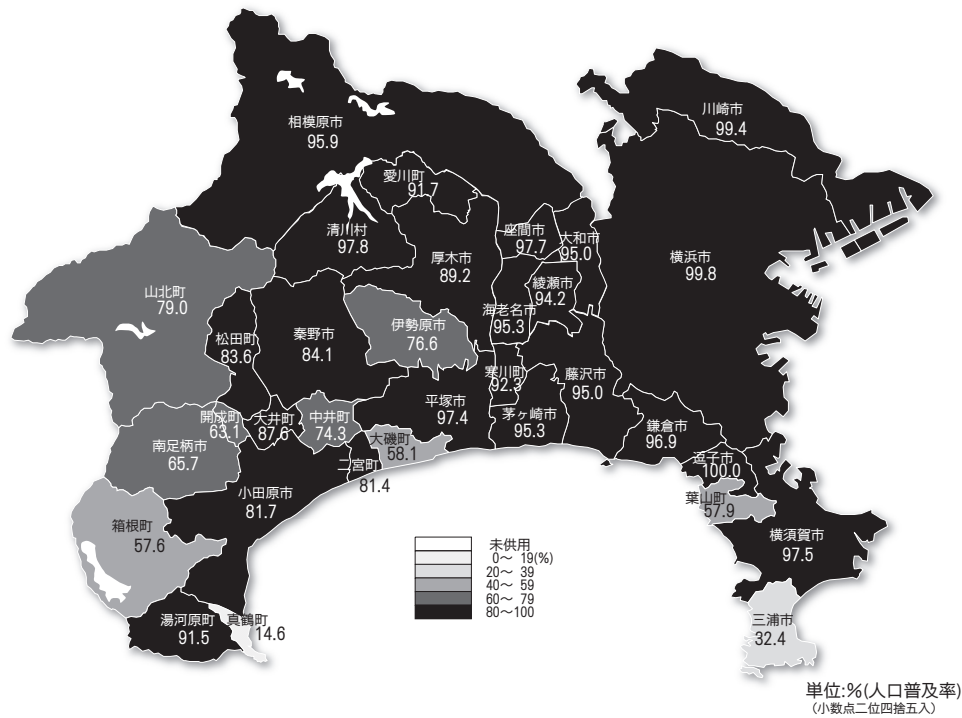 川崎市
99.4
相模原市
95.9
愛川町
91.7
清川村
97.8
座間市
97.7
大和市
95.0
厚木市
89.2
横浜市
99.8
綾瀬市
94.2
山北町
79.0
海老名市
95.3
伊勢原市
76.6
秦野市
84.1
松田町
83.6
寒川町
92.3
藤沢市
95.0
平塚市
97.4
茅ヶ崎市
95.3
開成町
63.1
大井町
87.6
中井町
74.3
鎌倉市
96.9
大磯町
58.1
南足柄市
65.7
逗子市
100.0
二宮町
81.4
小田原市
81.7
葉山町
57.9
箱根町
57.6
横須賀市
97.5
湯河原町
91.5
真鶴町
14.6
三浦市
32.4
未供用
0～ 19(%)
20～ 39
40～ 59
60～ 79
80～100
単位:%(人口普及率)
（小数点二位四捨五入）